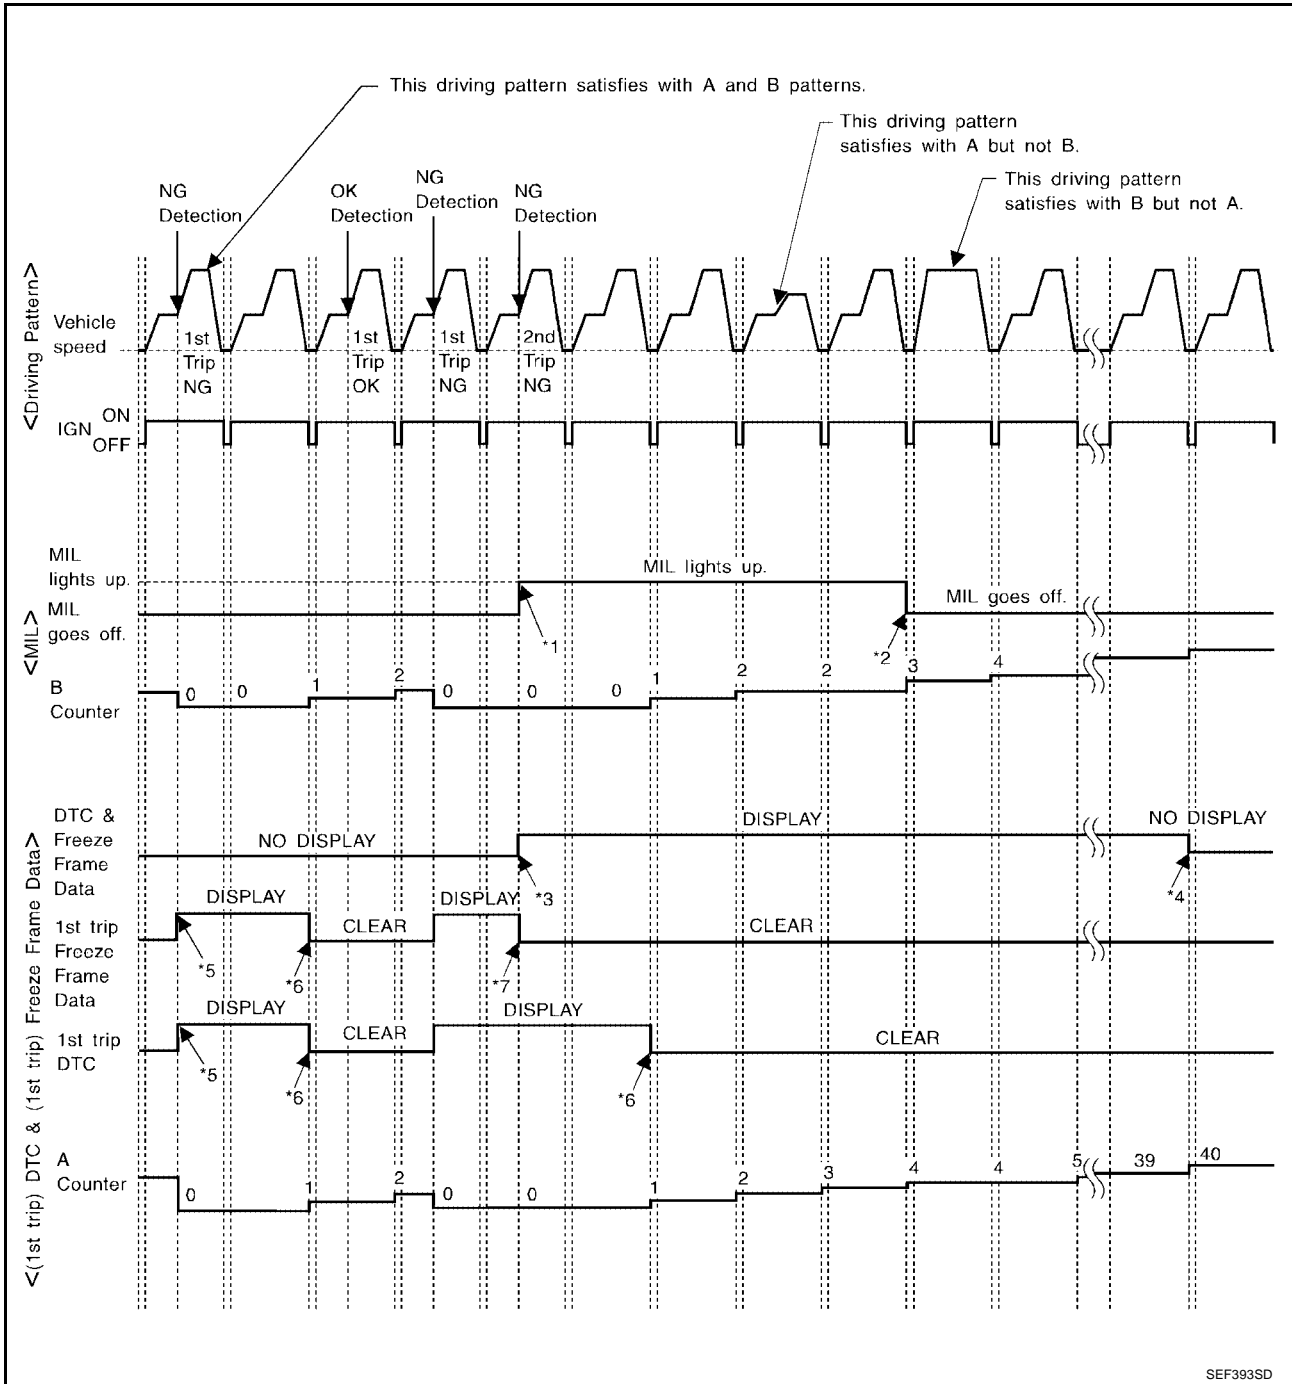 This driving pattern satisfies with A and B patterns.
This driving pattern
satisfies with A but not B.
This driving pattern
satisfies with B but not A.
NG
Detection
OK
Detection
NG
Detection
NG
Detection
<Driving Pattern>
Vehicle
speed
1st
Trip
NG
1st
Trip
OK
1st
Trip
NG
2nd
Trip
NG
IGN
ON
OFF
<MIL>
MIL
lights up.
MIL
goes off.
MIL lights up.
MIL goes off.
*1
*2
B
Counter
0 0 1 2 0 0 0 1 2 2 3 4
<(1st trip) DTC & (1st trip) Freeze Frame Data>
DTC &
Freeze
Frame
Data
NO DISPLAY
DISPLAY
NO DISPLAY
*3
*4
1st trip
Freeze
Frame
Data
DISPLAY
CLEAR
DISPLAY
CLEAR
*5
*6
*7
1st trip
DTC
DISPLAY
CLEAR
DISPLAY
CLEAR
*5
*6
*6
A
Counter
0 1 2 0 0 1 2 3 4 4 5 39 40
SEF393SD